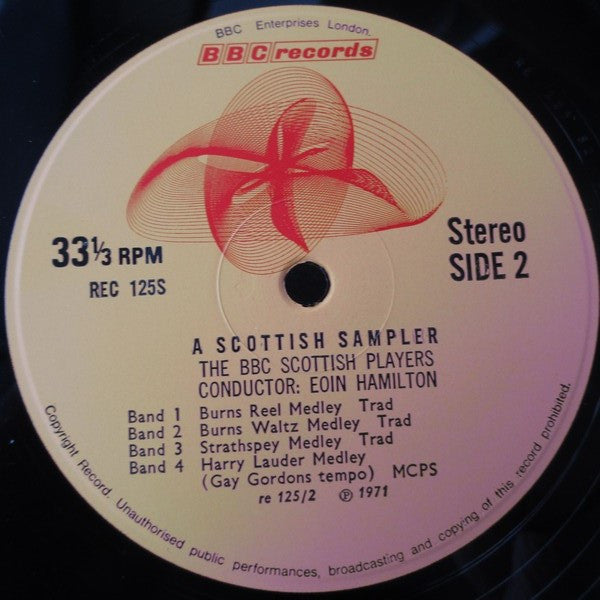 BBC Enterprises London.
BBC records
33⅓ RPM
REC 125S
Stereo
SIDE 2
A SCOTTISH SAMPLER
THE BBC SCOTTISH PLAYERS
CONDUCTOR: EOIN HAMILTON
Band 1 Burns Reel Medley Trad
Band 2 Burns Waltz Medley Trad
Band 3 Strathspey Medley Trad
Band 4 Harry Lauder Medley
(Gay Gordons tempo) MCPS
re 125/2 ℗ 1971
Copyright Record. Unauthorised public performances, broadcasting and copying of this record prohibited.